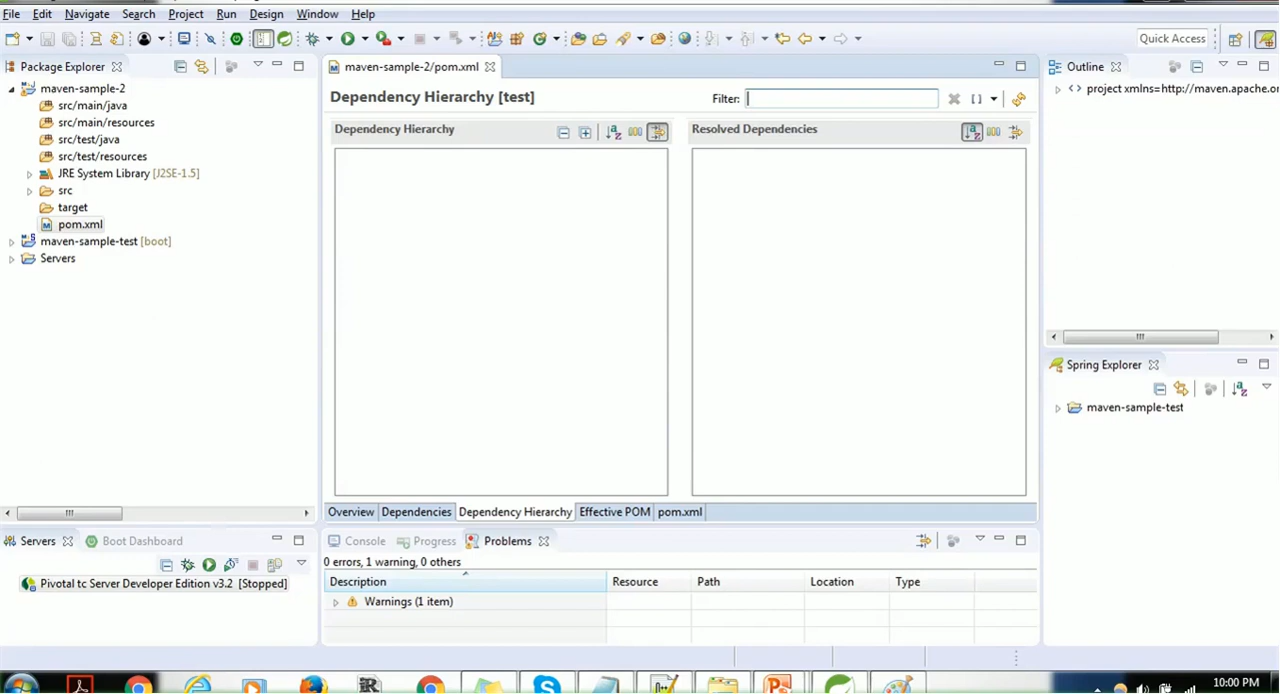 File Edit Navigate Search Project Run Design Window Help
Quick Access
Package Explorer
maven-sample-2
src/main/java
src/main/resources
src/test/java
src/test/resources
JRE System Library [J2SE-1.5]
src
target
pom.xml
maven-sample-test [boot]
Servers
maven-sample-2/pom.xml
Dependency Hierarchy [test]
Filter:
Dependency Hierarchy
Resolved Dependencies
Overview Dependencies Dependency Hierarchy Effective POM pom.xml
Outline
project xmlns=http://maven.apache.or
Spring Explorer
maven-sample-test
Servers Boot Dashboard
Pivotal tc Server Developer Edition v3.2 [Stopped]
Console Progress Problems
0 errors, 1 warning, 0 others
Description Resource Path Location Type
Warnings (1 item)
10:00 PM